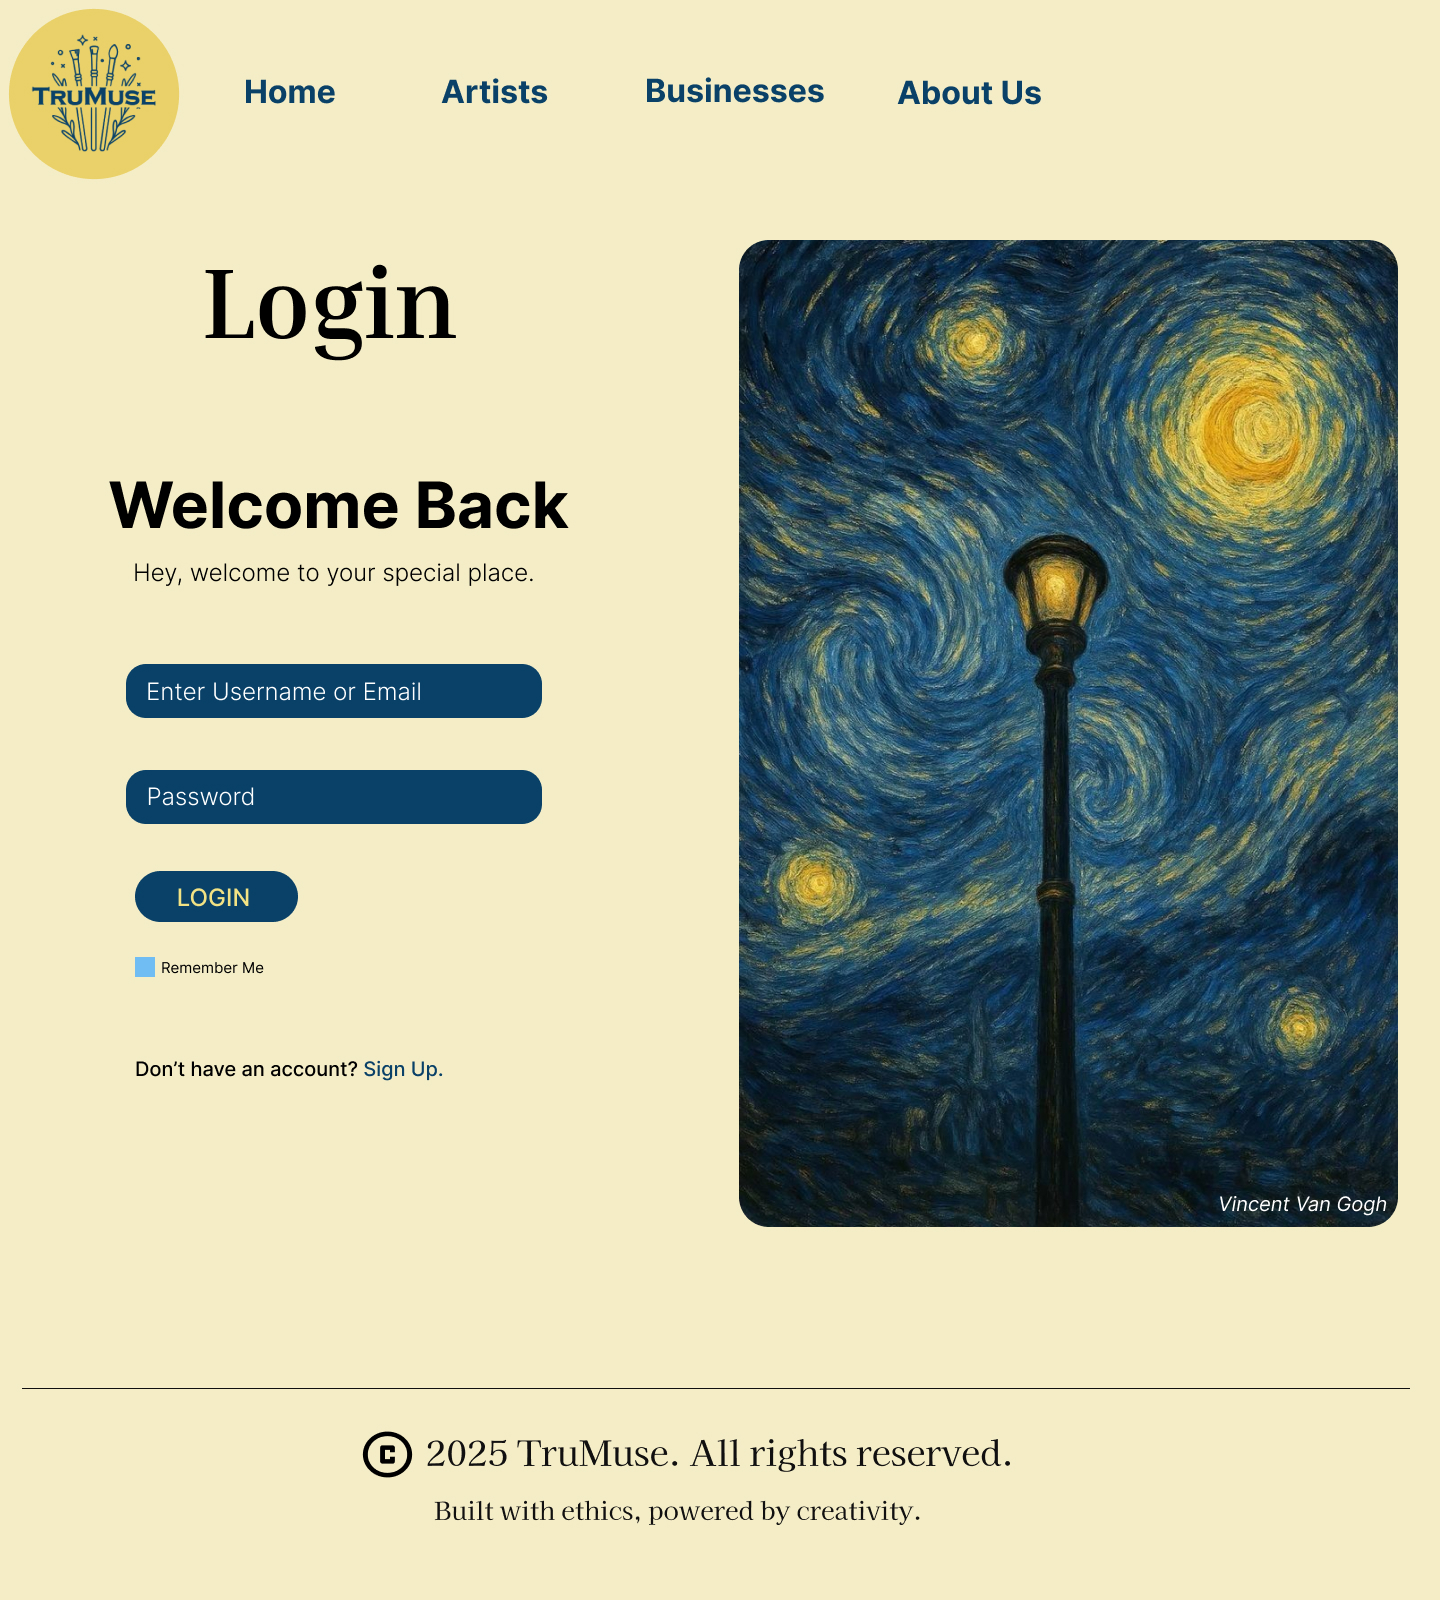 TRUMUSE
Home Artists Businesses About Us
Login
Welcome Back
Hey, welcome to your special place.
Enter Username or Email
Password
LOGIN
Remember Me
Don’t have an account? Sign Up.
Vincent Van Gogh
© 2025 TruMuse. All rights reserved.
Built with ethics, powered by creativity.